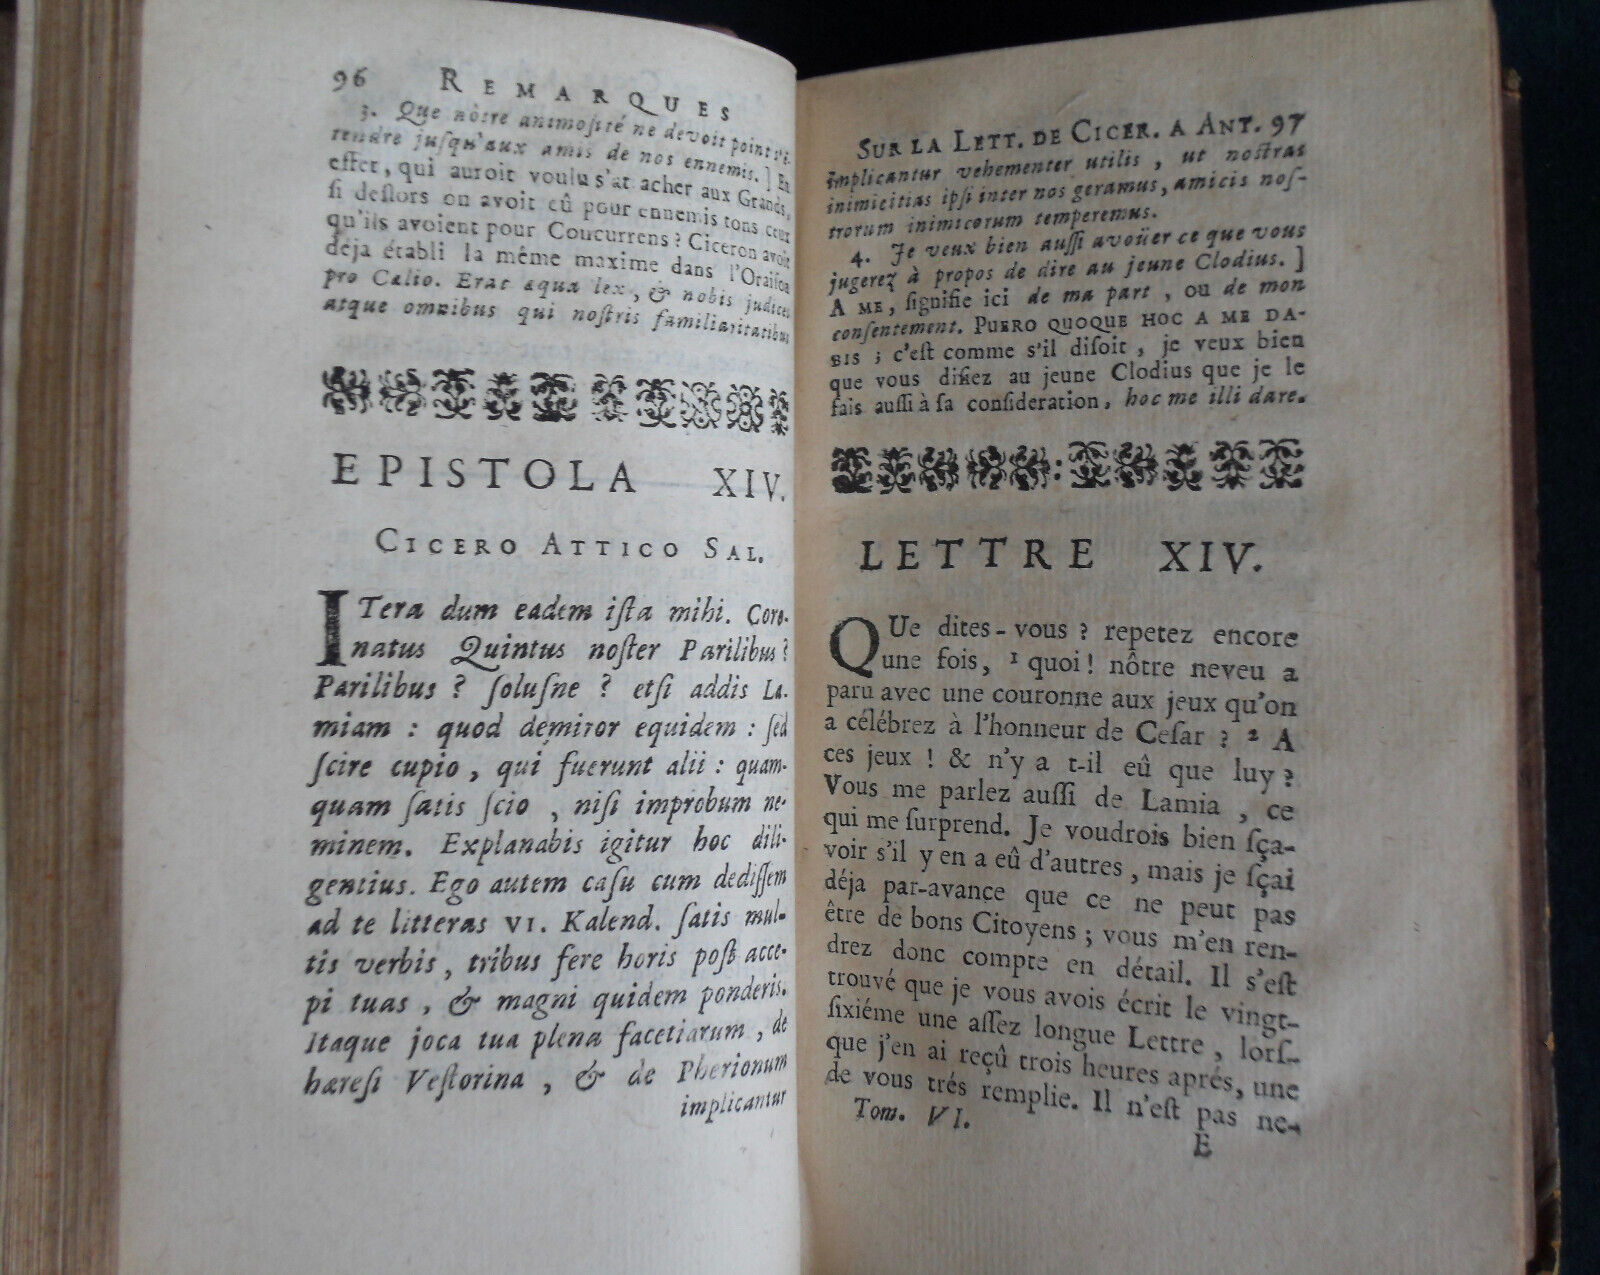 96 REMARQUES
3. Que nôtre animoſité ne devoit point s'é-
tendre juſqu'aux amis de nos ennemis. ] En
effet, qui auroit voulu s'attacher aux Grands,
ſi deſlors on avoit eû pour ennemis tous ceux
qu'ils avoient pour Concurrens ? Ciceron avoit
déja établi la même maxime dans l'Oraiſon
pro Cælio. Erat aqua lex, & nobis judices
atque omnibus qui noſtris familiaritatibus
EPISTOLA XIV.
CICERO ATTICO SAL.
ITera dum eadem iſta mihi. Coro-
natus Quintus noſter Parilibus ?
Parilibus ? ſoluſne ? etſi addis La-
miam : quod demiror equidem : ſed
ſcire cupio , qui fuerunt alii : quam-
quam ſatis ſcio , niſi improbum ne-
minem. Explanabis igitur hoc dili-
gentius. Ego autem caſu cum dediſſem
ad te litteras VI. Kalend. ſatis mul-
tis verbis, tribus fere horis poſt acce-
pi tuas , & magni quidem ponderis.
Itaque joca tua plena facetiarum , de
hæreſi Veſtorina , & de Pherionum
implicantur
SUR LA LETT. DE CICER. A ANT. 97
implicantur vehementer utilis , ut noſtras
inimicitias ipſi inter nos geramus, amicis noſ-
trorum inimicorum temperemus.
4. Je veux bien auſſi avoüer ce que vous
jugerez à propos de dire au jeune Clodius. ]
A ME, ſignifie ici de ma part , ou de mon
conſentement. PUERO QUOQUE HOC A ME DA-
BIS ; c'eſt comme s'il diſoit , je veux bien
que vous diſiez au jeune Clodius que je le
fais auſſi à ſa conſideration, hoc me illi dare.
LETTRE XIV.
QUe dites-vous ? repetez encore
une fois, 1 quoi ! nôtre neveu a
paru avec une couronne aux jeux qu'on
a célébrez à l'honneur de Ceſar ? 2 A
ces jeux ! & n'y a t-il eû que luy ?
Vous me parlez auſſi de Lamia , ce
qui me ſurprend. Je voudrois bien ſça-
voir s'il y en a eû d'autres , mais je ſçai
déja par-avance que ce ne peut pas
être de bons Citoyens ; vous m'en ren-
drez donc compte en détail. Il s'eſt
trouvé que je vous avois écrit le vingt-
ſixiéme une aſſez longue Lettre , lorſ-
que j'en ai reçû trois heures aprés, une
de vous trés remplie. Il n'eſt pas ne-
Tom. VI.
E